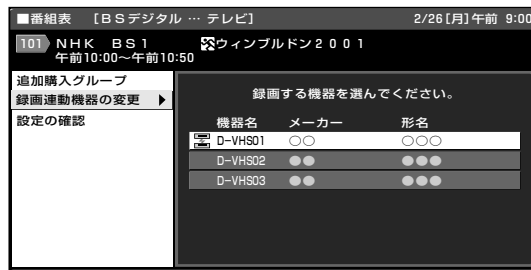 ■番組表 [BSデジタル … テレビ] 2/26[月]午前 9:00
101 NHK BS1 ウィンブルドン2001
午前10:00～午前10:50
追加購入グループ
録画連動機器の変更 ▶
設定の確認
録画する機器を選んでください。
機器名 メーカー 形名
D-VHS01 ○○ ○○○
D-VHS02 ●● ●●●
D-VHS03 ●● ●●●